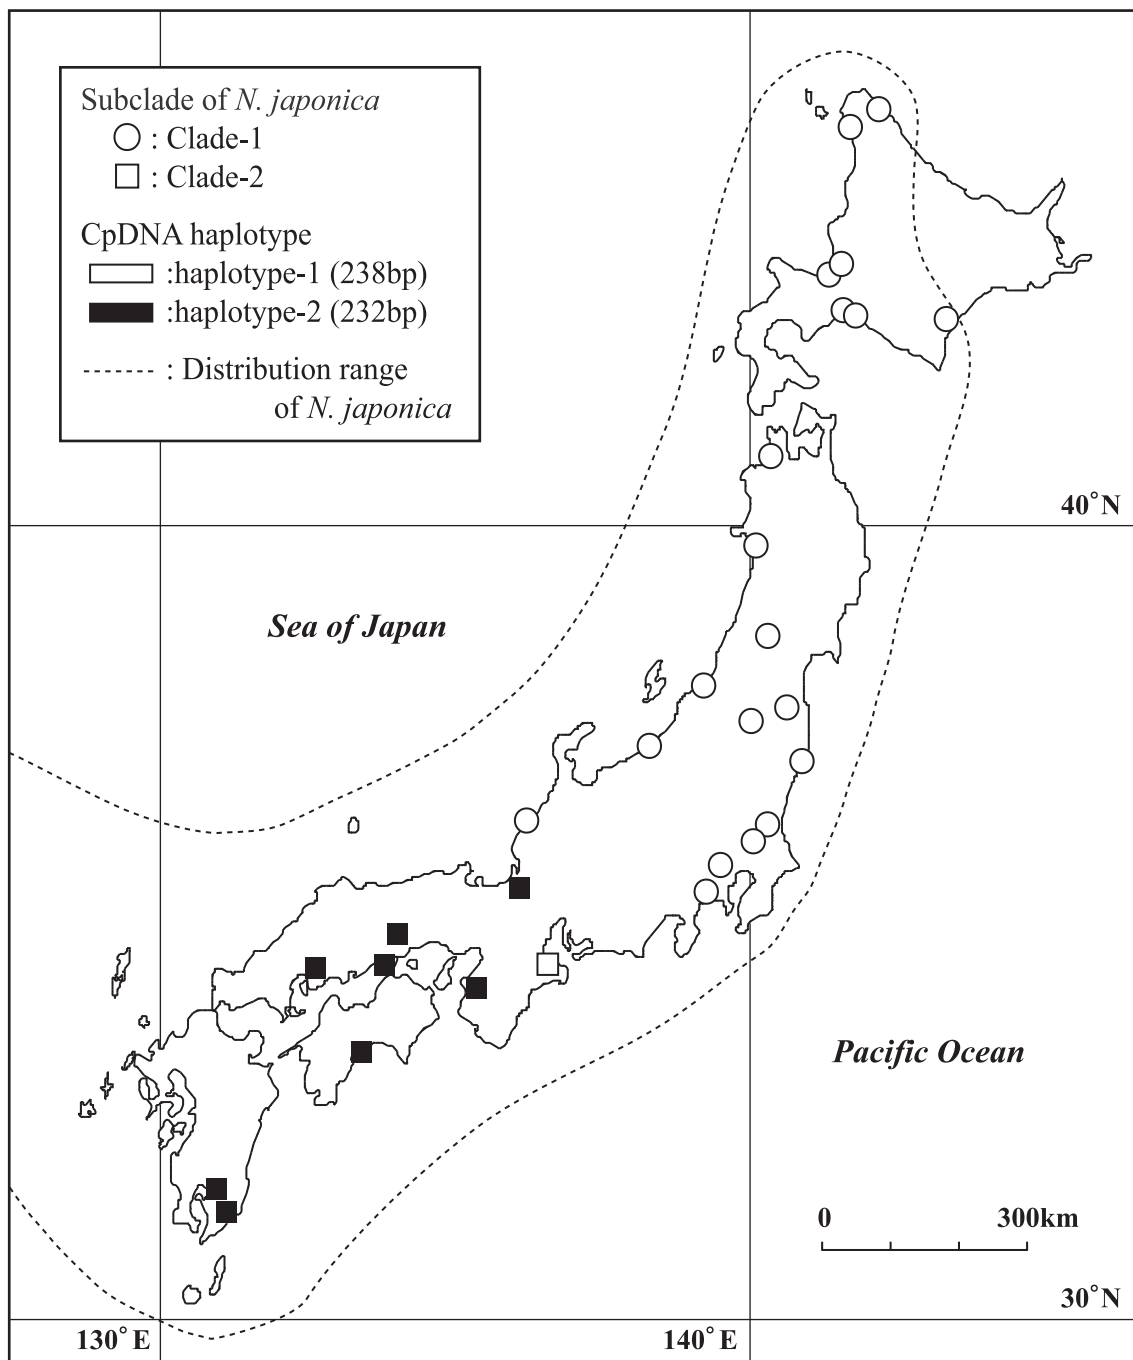 Subclade of N. japonica
: Clade-1
: Clade-2
CpDNA haplotype
:haplotype-1 (238bp)
:haplotype-2 (232bp)
: Distribution range
of N. japonica
40°N
Sea of Japan
Pacific Ocean
0 300km
30°N
130°E 140°E